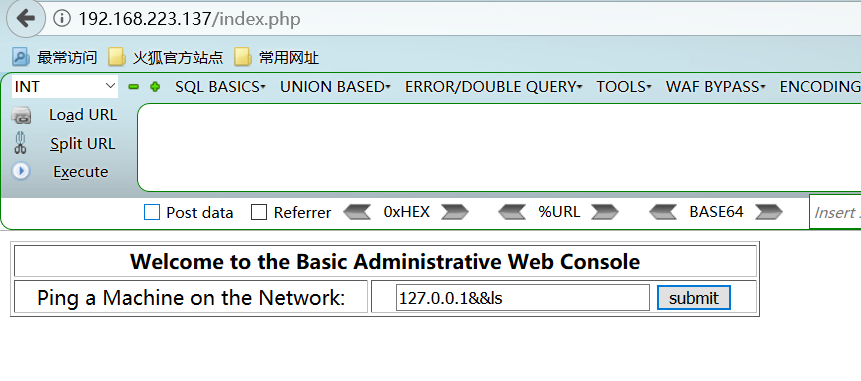 192.168.223.137/index.php
最常访问 火狐官方站点 常用网址
INT SQL BASICS UNION BASED ERROR/DOUBLE QUERY TOOLS WAF BYPASS ENCODING
Load URL
Split URL
Execute
Post data Referrer 0xHEX %URL BASE64 Insert
Welcome to the Basic Administrative Web Console
Ping a Machine on the Network: 127.0.0.1&&ls submit